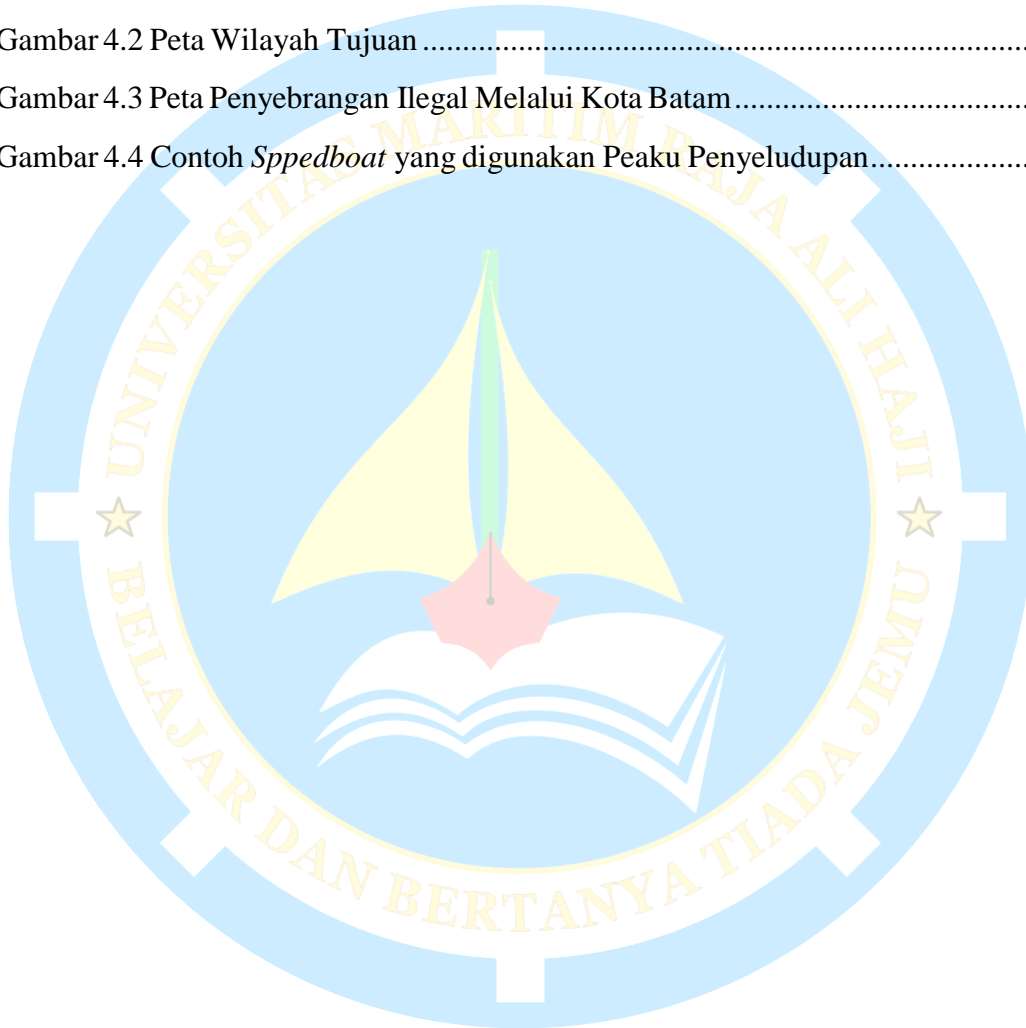 Gambar 4.2 Peta Wilayah Tujuan ....................................................................................
Gambar 4.3 Peta Penyebrangan Ilegal Melalui Kota Batam....................................
Gambar 4.4 Contoh Sppedboat yang digunakan Peaku Penyeludupan....................
UNIVERSITAS MARITIM RAJA ALI HAJI
BELAJAR DAN BERTANYA TIADA JEMU